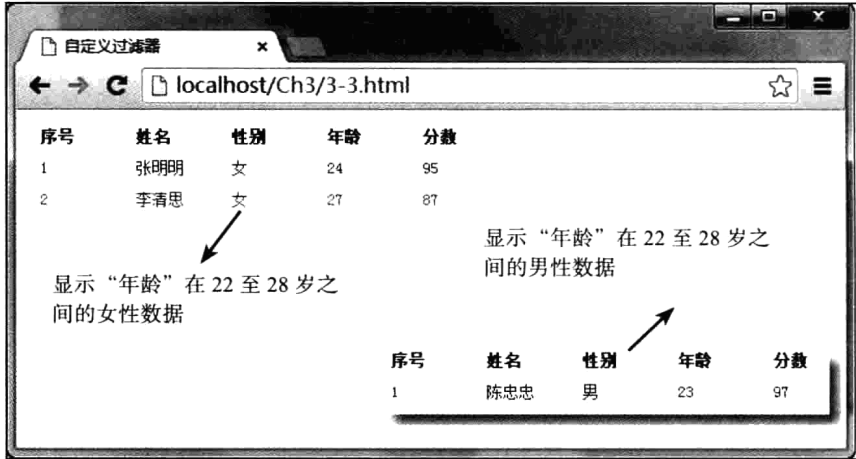 自定义过滤器
localhost/Ch3/3-3.html
序号 姓名 性别 年龄 分数
1 张明明 女 24 95
2 李清思 女 27 87
显示“年龄”在 22 至 28 岁之
间的女性数据
显示“年龄”在 22 至 28 岁之
间的男性数据
序号 姓名 性别 年龄 分数
1 陈忠忠 男 23 97